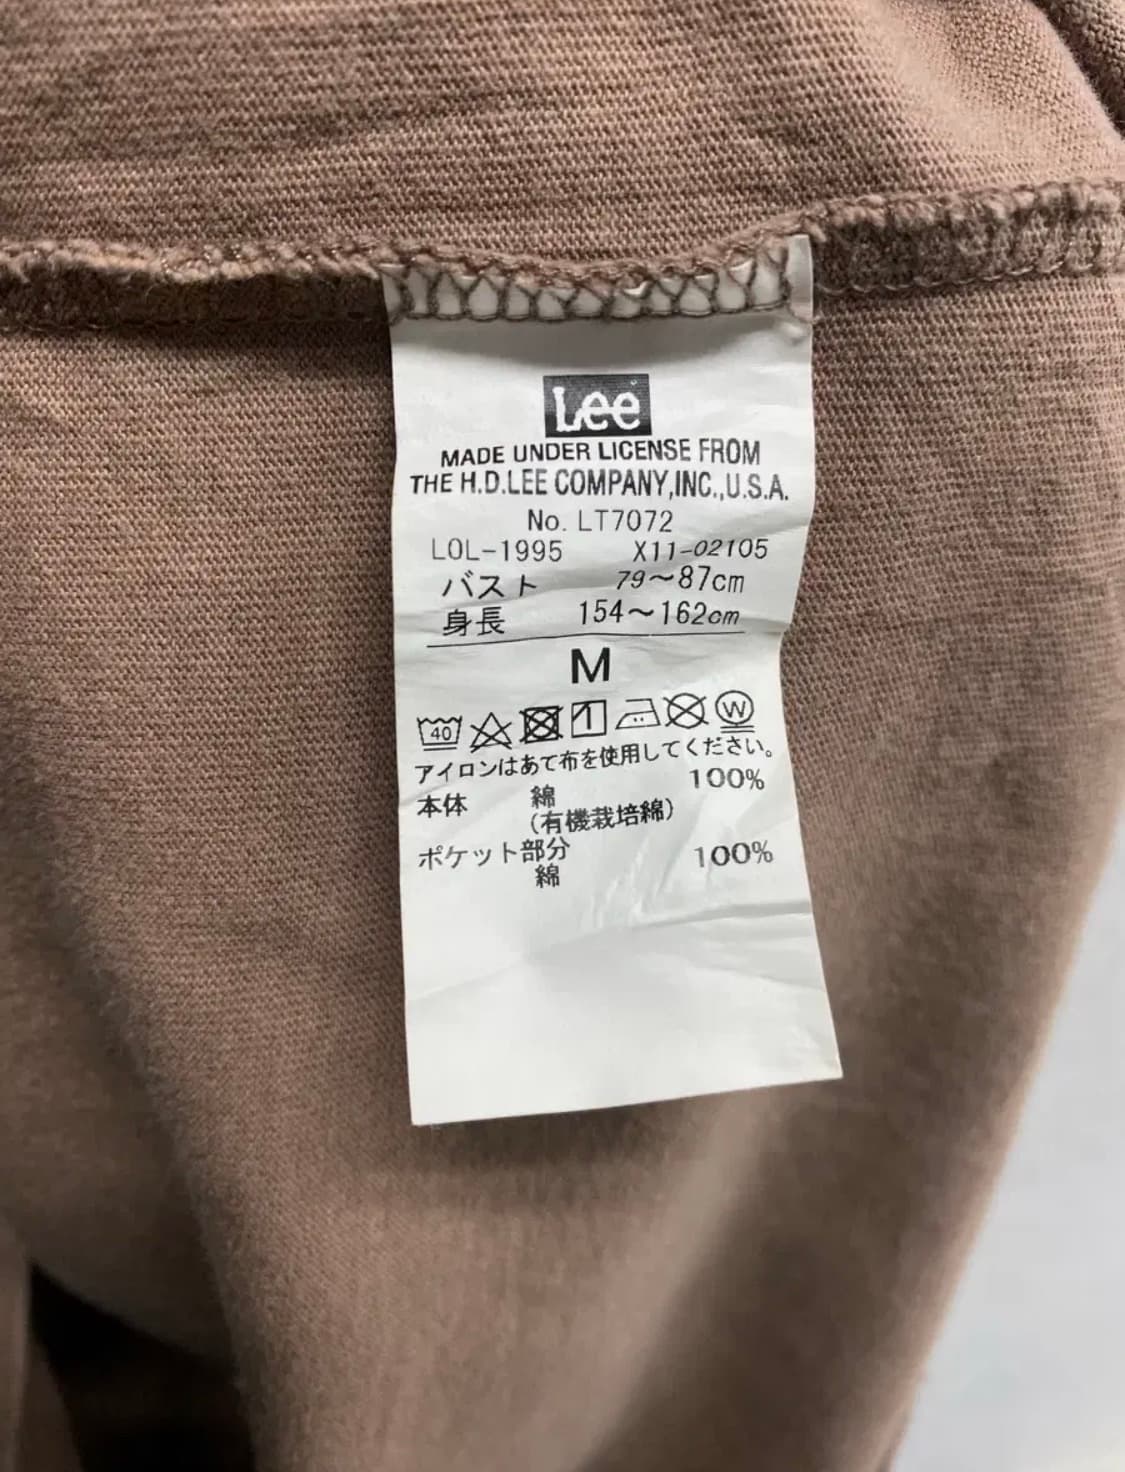 Lee
MADE UNDER LICENSE FROM
THE H.D.LEE COMPANY,INC.,U.S.A.
No. LT7072
LOL-1995 X11-02105
バスト 79～87cm
身長 154～162cm
M
40 W
アイロンはあて布を使用してください。
本体 綿 100%
(有機栽培綿)
ポケット部分
綿 100%